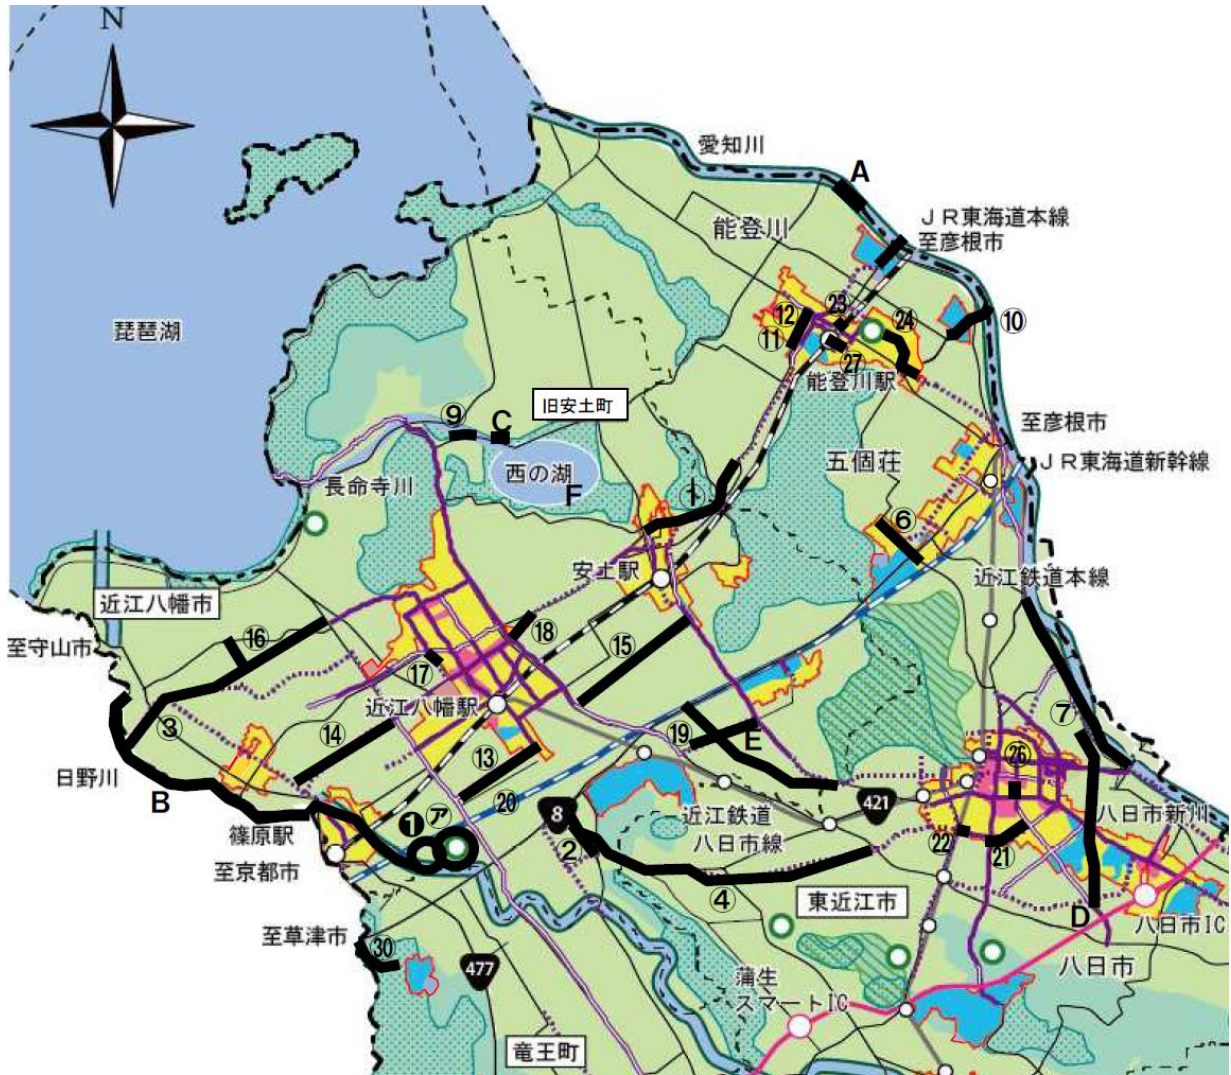 N
愛知川
A
JR東海道本線
至彦根市
能登川
琵琶湖
⑫
㉓
㉔
⑩
⑪
㉗
能登川駅
旧安土町
⑨
C
西の湖
F
長命寺川
①
五個荘
至彦根市
JR東海道新幹線
⑥
安土駅
近江鉄道本線
近江八幡市
至守山市
⑯
⑱
⑮
⑰
近江八幡駅
③
⑭
⑲
E
⑦
⑬
㉖
日野川
B
⑳
8
近江鉄道
八日市線
421
八日市新川
篠原駅
❶
㋐
②
㉒
㉑
至京都市
④
東近江市
D
八日市IC
至草津市
㉚
477
蒲生
スマートIC
八日市
竜王町